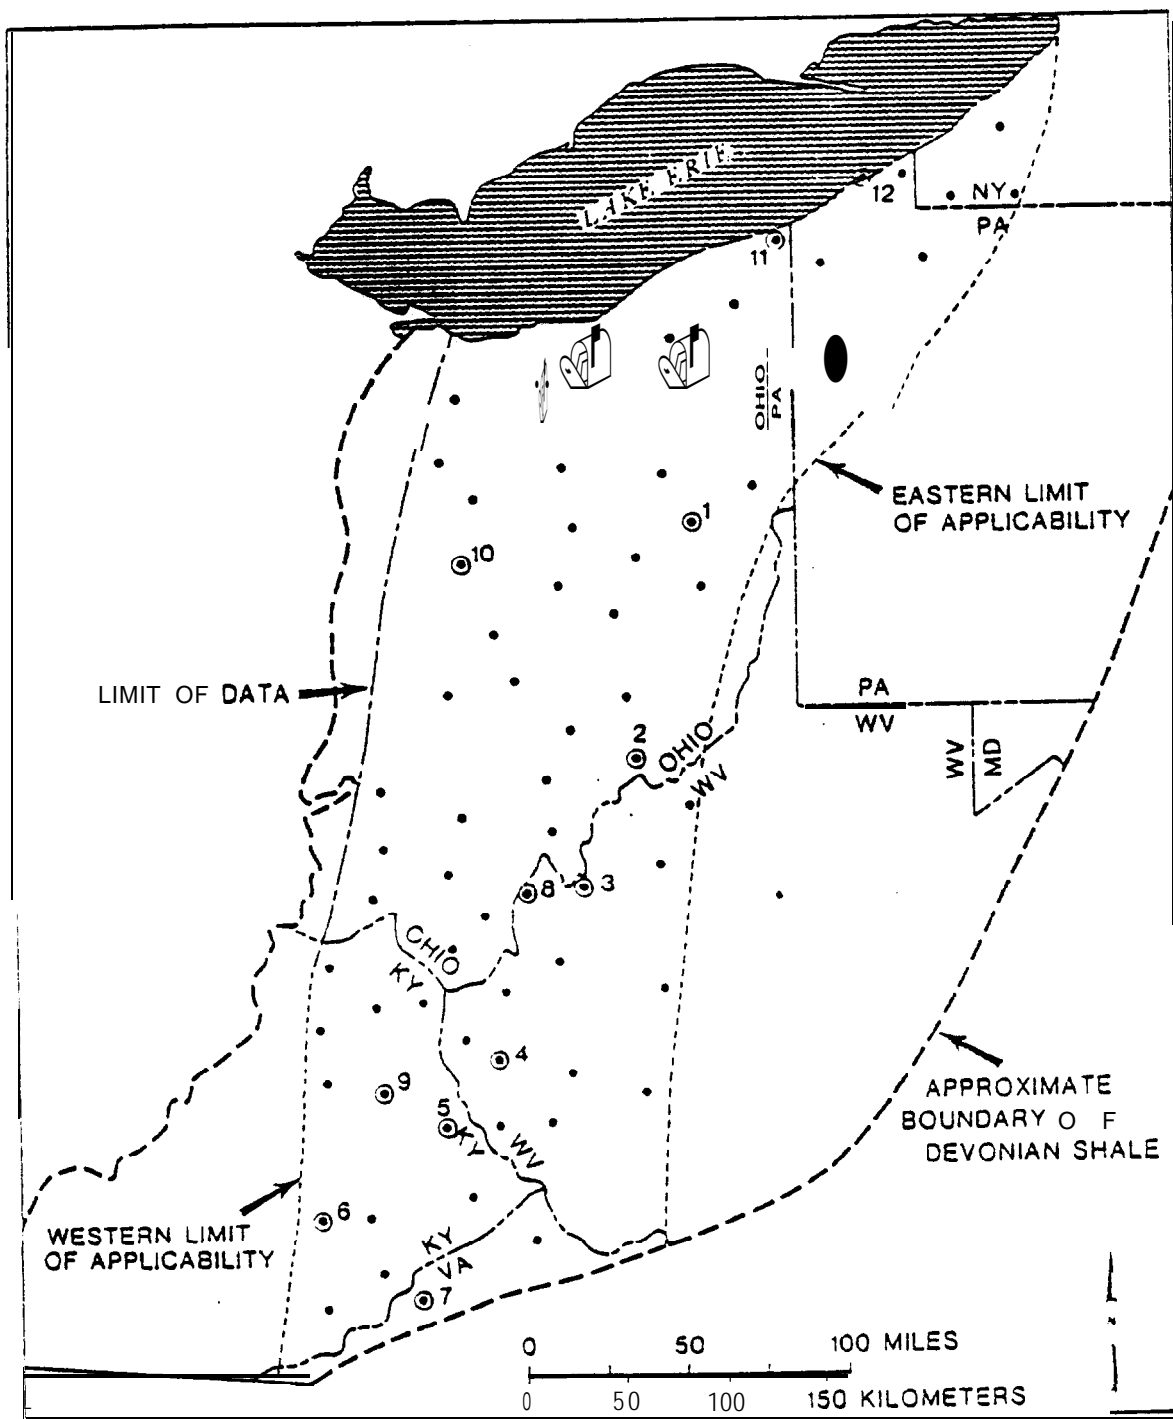 LAKE ERIE
12
NY
PA
11
OHIO
PA
EASTERN LIMIT
OF APPLICABILITY
1
10
LIMIT OF DATA
PA
WV
2
OHIO
WV
WV
MD
8
3
OHIO
KY
4
9
5
KY
WV
APPROXIMATE
BOUNDARY O F
DEVONIAN SHALE
6
WESTERN LIMIT
OF APPLICABILITY
KY
VA
7
0 50 100 MILES
0 50 100 150 KILOMETERS